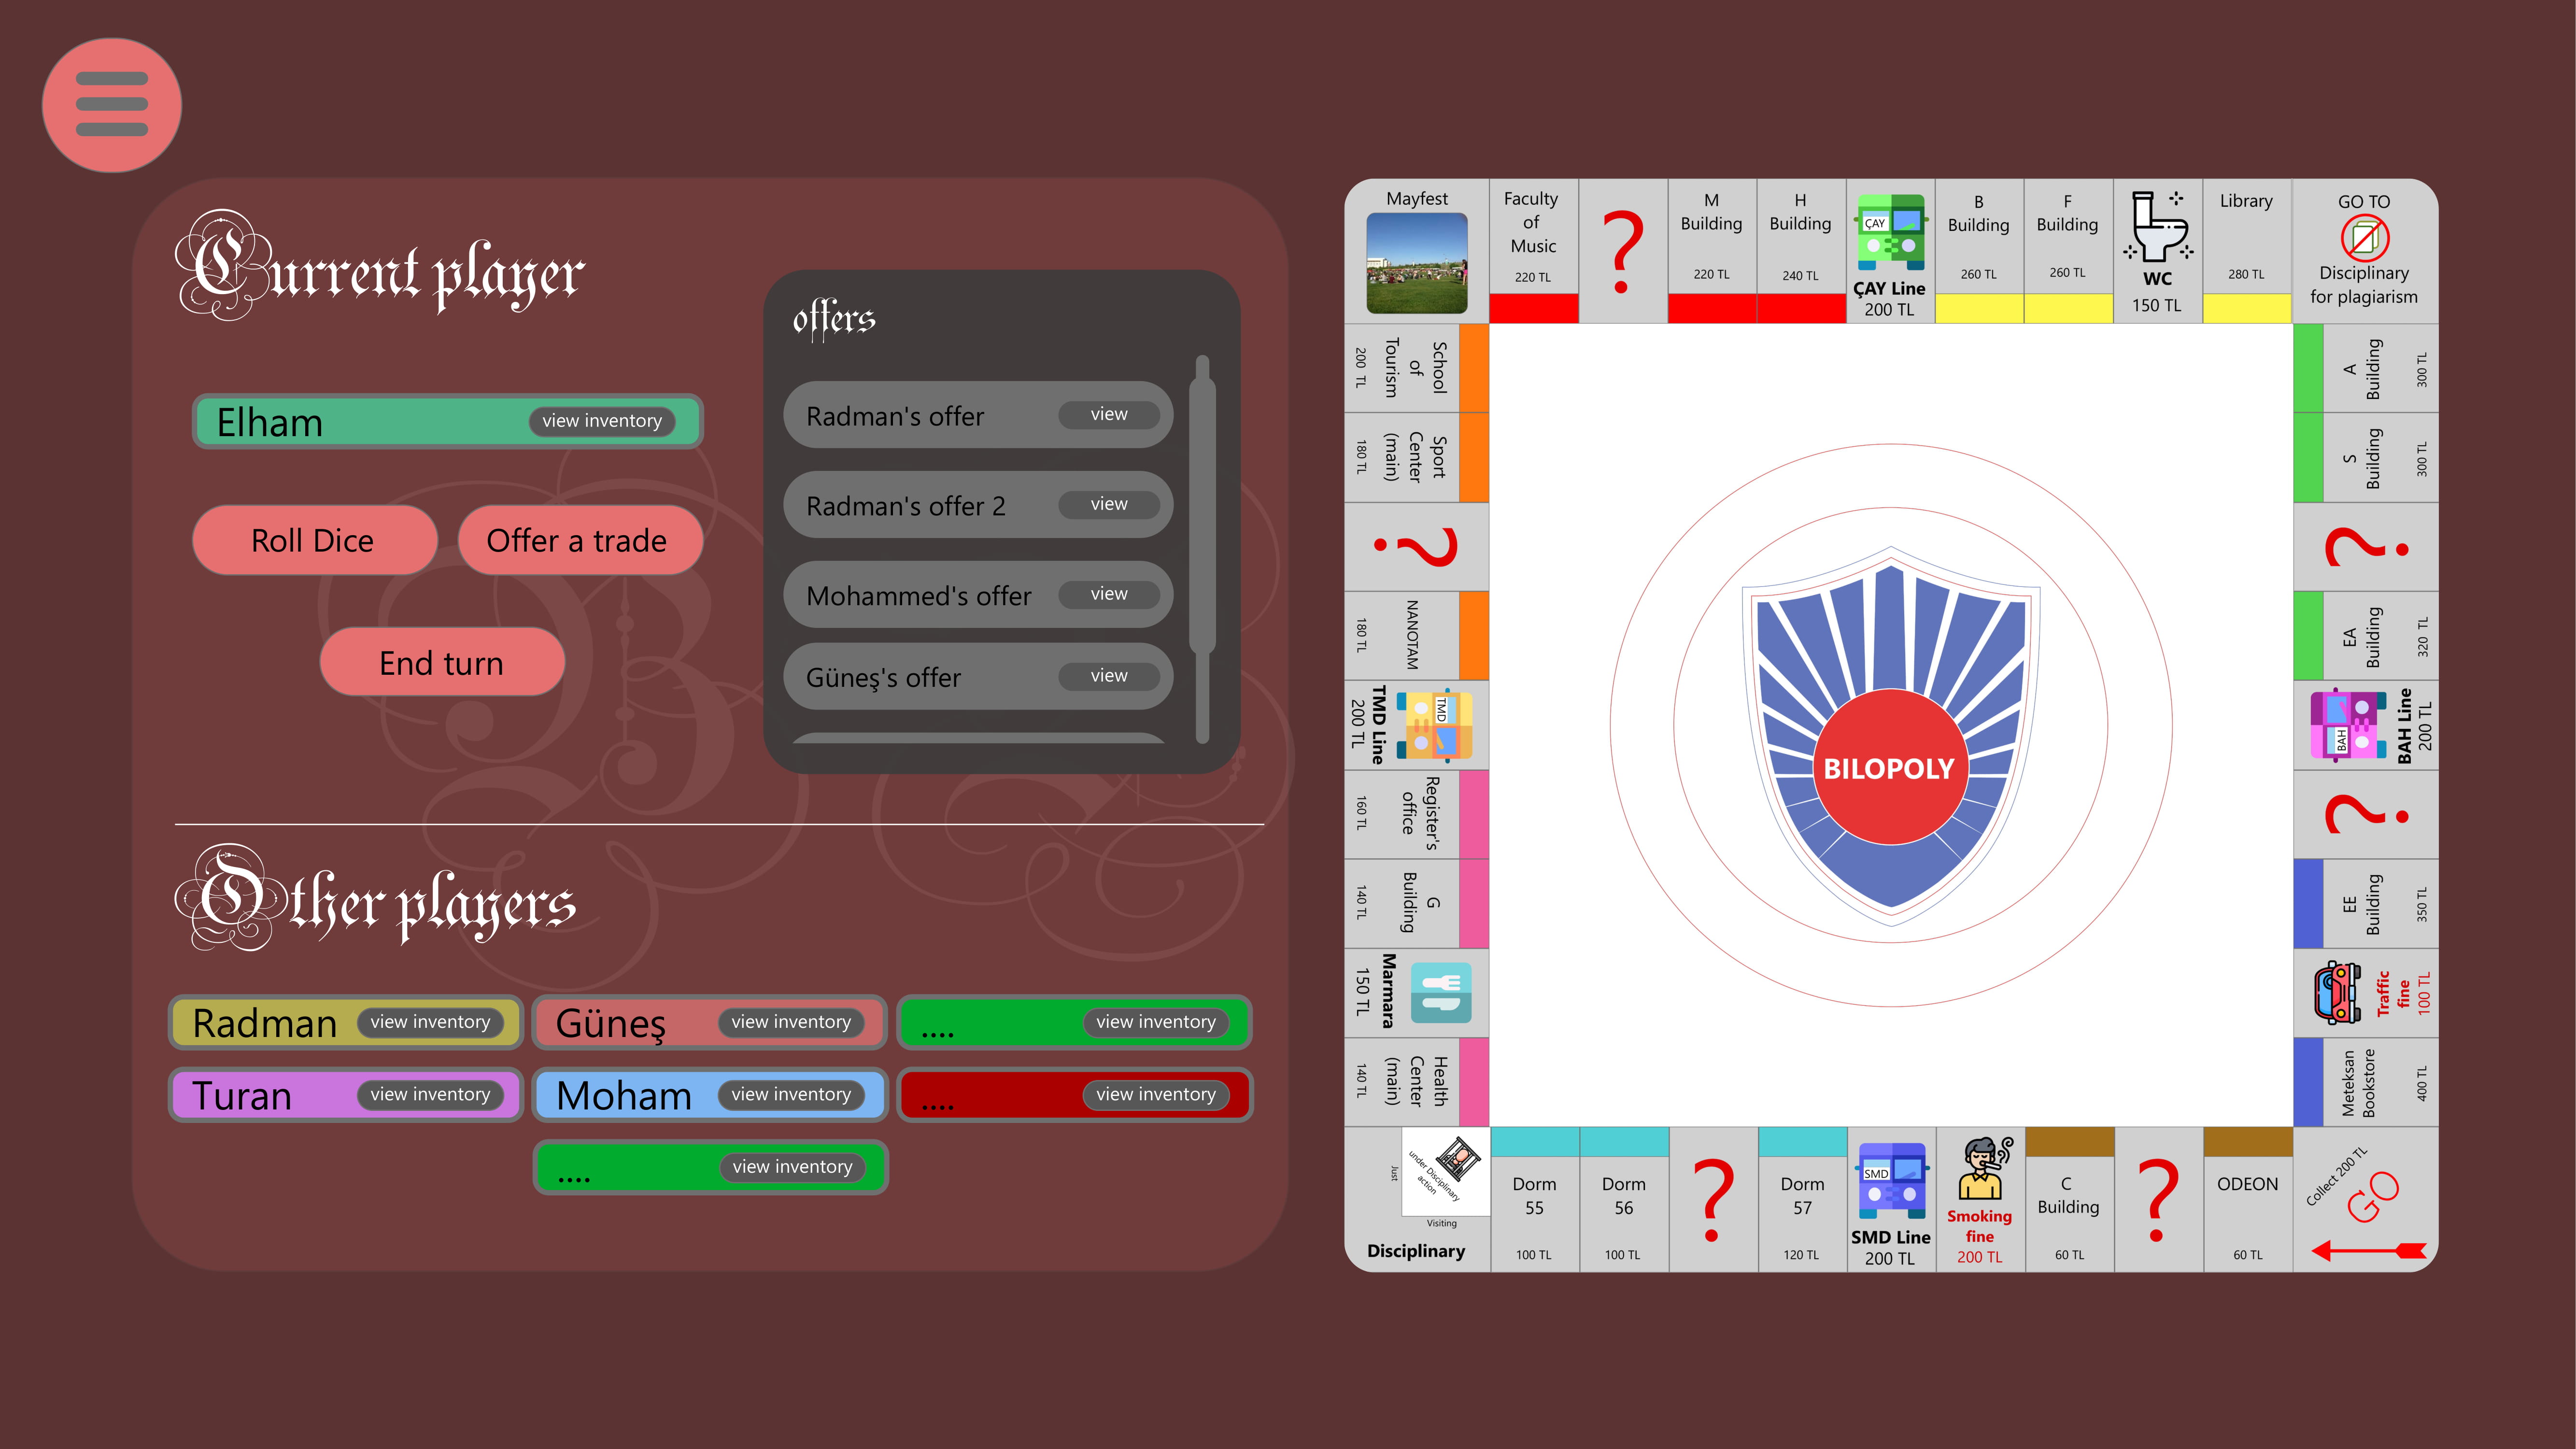 Current player
Elham
view inventory
Roll Dice
Offer a trade
End turn
offers
Radman's offer
view
Radman's offer 2
view
Mohammed's offer
view
Güneş's offer
view
Other players
Radman
view inventory
Güneş
view inventory
....
view inventory
Turan
view inventory
Moham
view inventory
....
view inventory
....
view inventory
Mayfest
Faculty
of
Music
220 TL
?
M
Building
220 TL
H
Building
240 TL
ÇAY
ÇAY Line
200 TL
B
Building
260 TL
F
Building
260 TL
WC
150 TL
Library
280 TL
GO TO
Disciplinary
for plagiarism
A
Building
300 TL
S
Building
300 TL
?
EA
Building
320 TL
BAH
BAH Line
200 TL
?
EE
Building
350 TL
Traffic
fine
100 TL
Meteksan
Bookstore
400 TL
Collect 200 TL
GO
ODEON
60 TL
?
C
Building
60 TL
Smoking
fine
200 TL
SMD
SMD Line
200 TL
Dorm
57
120 TL
?
Dorm
56
100 TL
Dorm
55
100 TL
under Disciplinary
action
Just
Visiting
Disciplinary
Health
Center
(main)
140 TL
Marmara
150 TL
G
Building
140 TL
Register's
office
160 TL
TMD
TMD Line
200 TL
NANOTAM
180 TL
?
Sport
Center
(main)
180 TL
School
of
Tourism
200 TL
BILOPOLY